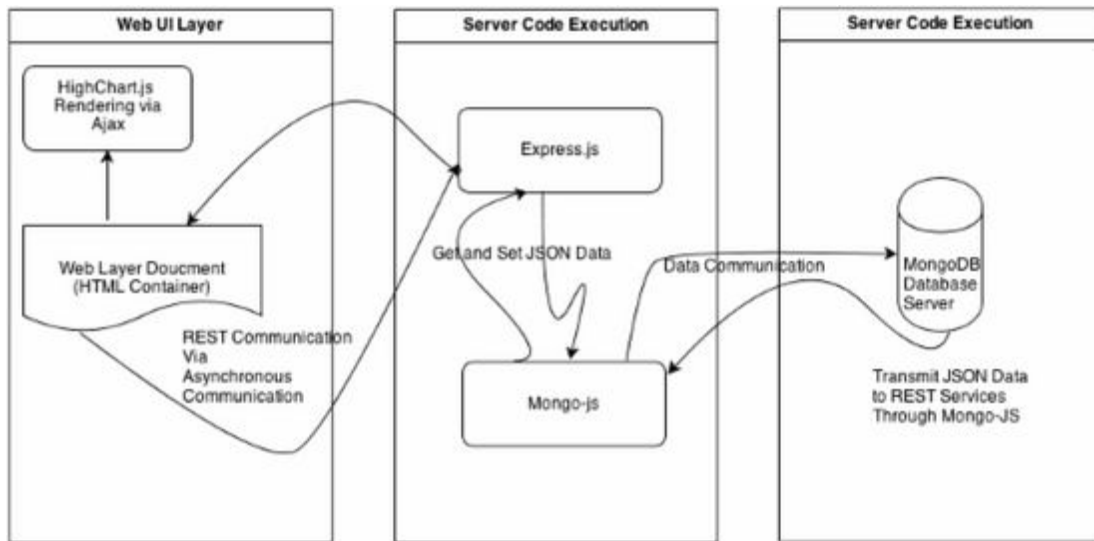 Web UI Layer
HighChart.js
Rendering via
Ajax
Web Layer Doucment
(HTML Container)
REST Communication
Via
Asynchronous
Communication
Server Code Execution
Express.js
Get and Set JSON Data
Mongo-js
Data Communication
Server Code Execution
MongoDB
Database
Server
Transmit JSON Data
to REST Services
Through Mongo-JS